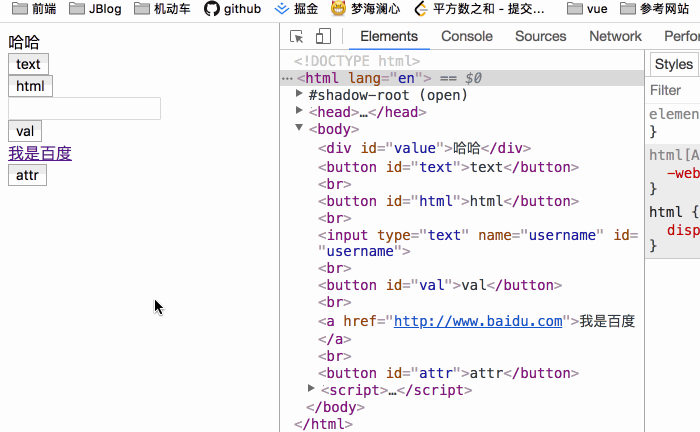 前端 JBlog 机动车 github 掘金 梦海澜心 平方数之和 - 提交… vue 参考网站
哈哈
text
html
val
我是百度
attr
Elements Console Sources Network Perfo
<!DOCTYPE html>
…<html lang="en"> == $0
#shadow-root (open)
<head>…</head>
<body>
<div id="value">哈哈</div>
<button id="text">text</button>
<br>
<button id="html">html</button>
<br>
<input type="text" name="username" id=
"username">
<br>
<button id="val">val</button>
<br>
<a href="http://www.baidu.com">我是百度
</a>
<br>
<button id="attr">attr</button>
<script>…</script>
</body>
</html>
Styles
Filter
elemen
}
html[A
-web
}
html {
disp
}